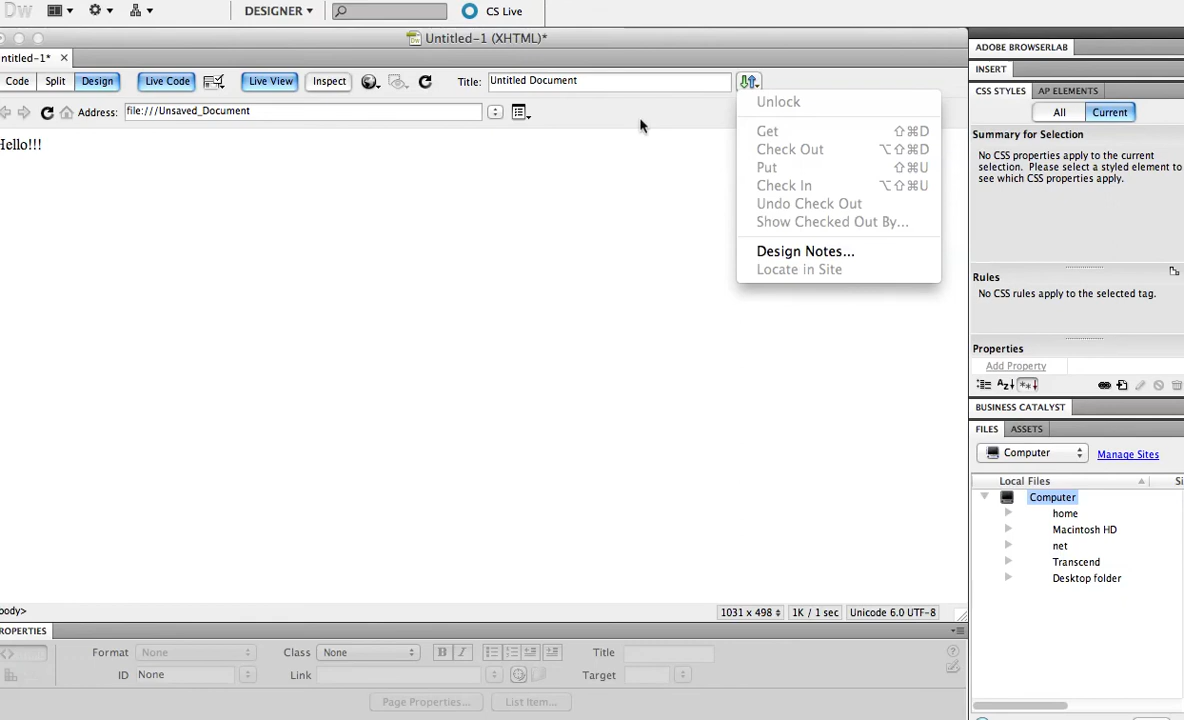 Dw
DESIGNER
CS Live
Untitled-1 (XHTML)*
ntitled-1*
Code
Split
Design
Live Code
Live View
Inspect
Title:
Untitled Document
Address:
file:///Unsaved_Document
Hello!!!
Unlock
Get ⇧⌘D
Check Out ⌥⇧⌘D
Put ⇧⌘U
Check In ⌥⇧⌘U
Undo Check Out
Show Checked Out By...
Design Notes...
Locate in Site
ADOBE BROWSERLAB
INSERT
CSS STYLES
AP ELEMENTS
All
Current
Summary for Selection
No CSS properties apply to the current
selection. Please select a styled element to
see which CSS properties apply.
Rules
No CSS rules apply to the selected tag.
Properties
Add Property
AZ↓
**↓
BUSINESS CATALYST
FILES
ASSETS
Computer
Manage Sites
Local Files
Si
Computer
home
Macintosh HD
net
Transcend
Desktop folder
body>
1031 x 498
1K / 1 sec
Unicode 6.0 UTF-8
ROPERTIES
<>
Format
None
Class
None
B
I
Title
ID
None
Link
Target
Page Properties...
List Item...